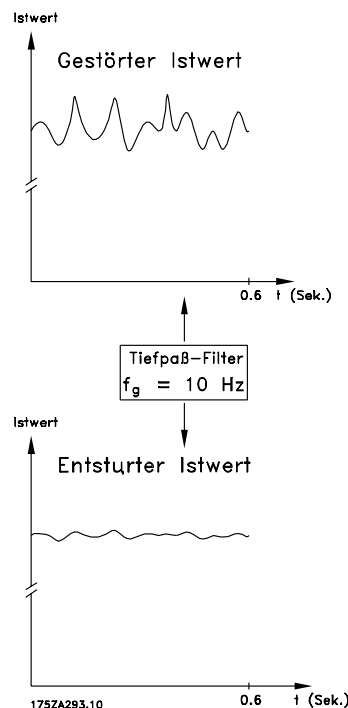 Istwert
Gestörter Istwert
0.6 t (Sek.)
Tiefpaß-Filter
fg = 10 Hz
Istwert
Entsturter Istwert
0.6 t (Sek.)
175ZA293.10